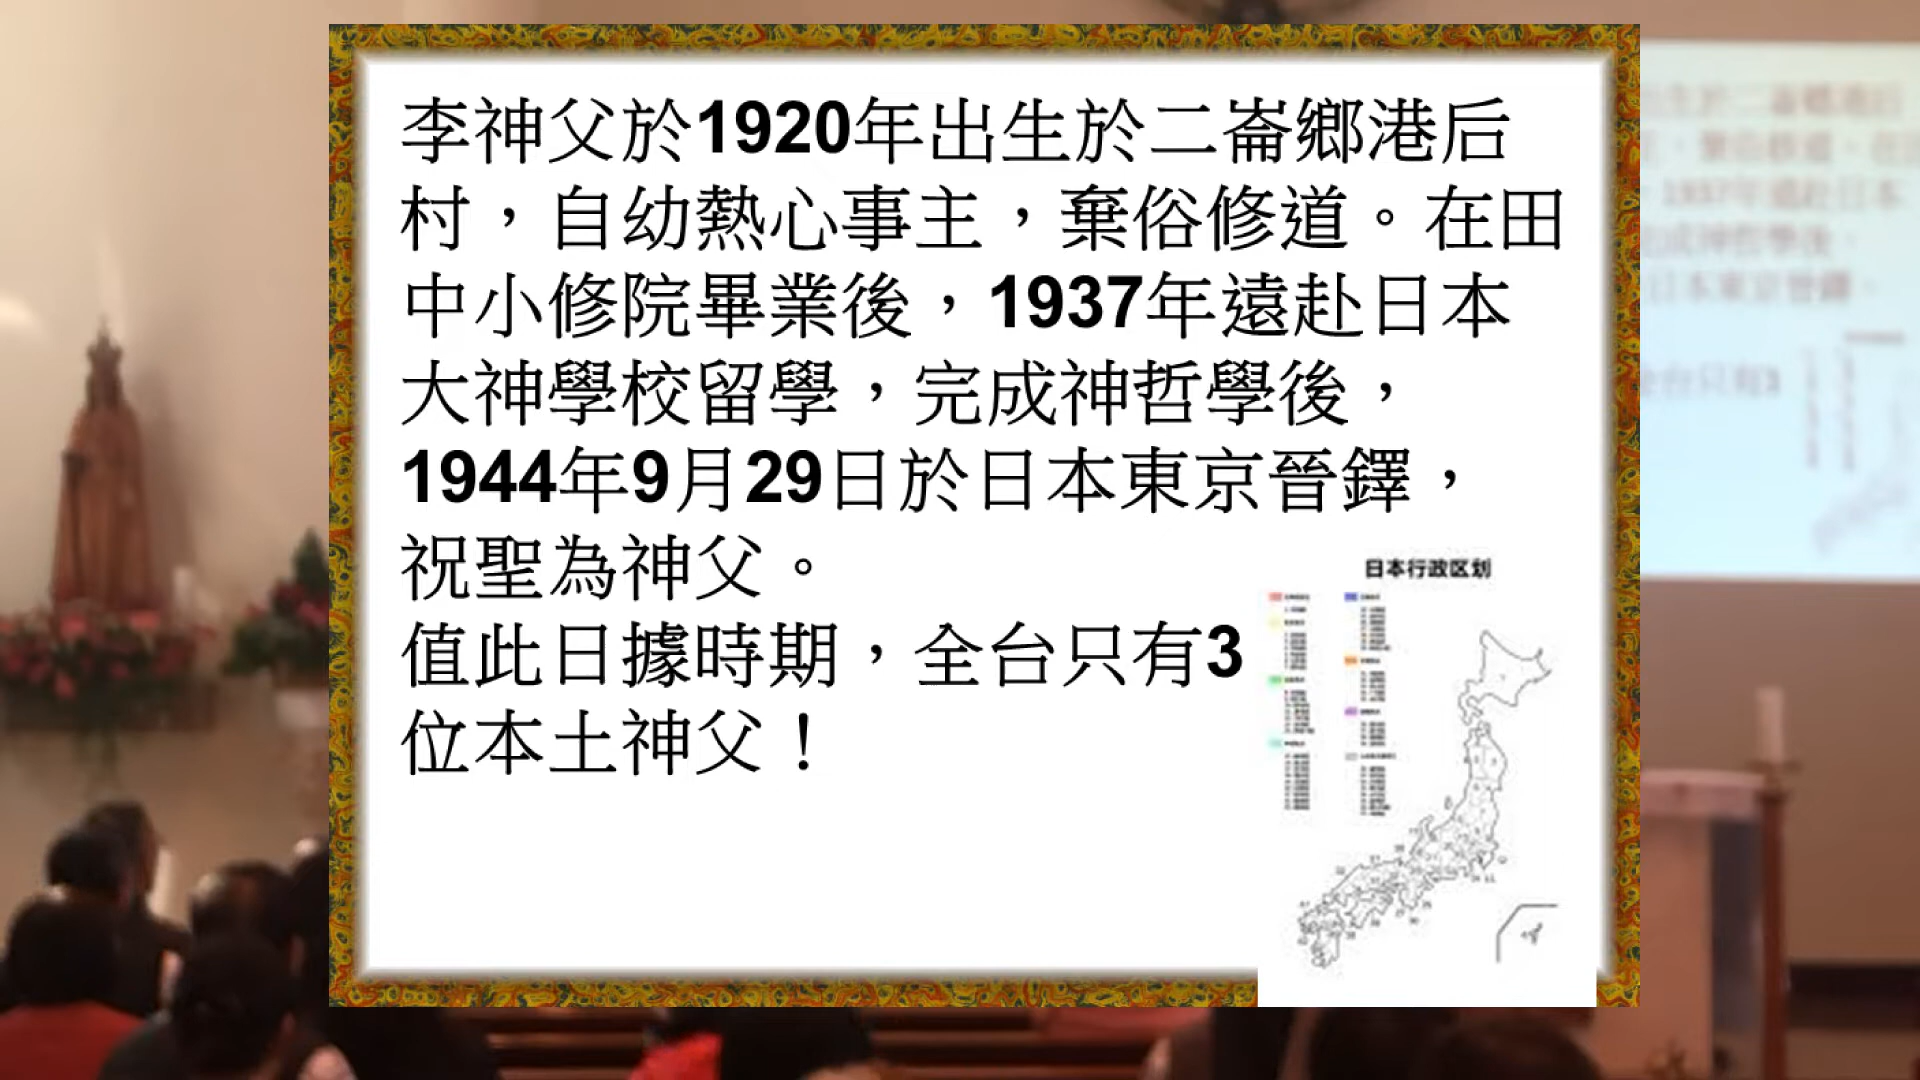 李神父於1920年出生於二崙鄉港后
村，自幼熱心事主，棄俗修道。在田
中小修院畢業後，1937年遠赴日本
大神學校留學，完成神哲學後，
1944年9月29日於日本東京晉鐸，
祝聖為神父。
值此日據時期，全台只有3
位本土神父！
日本行政区划